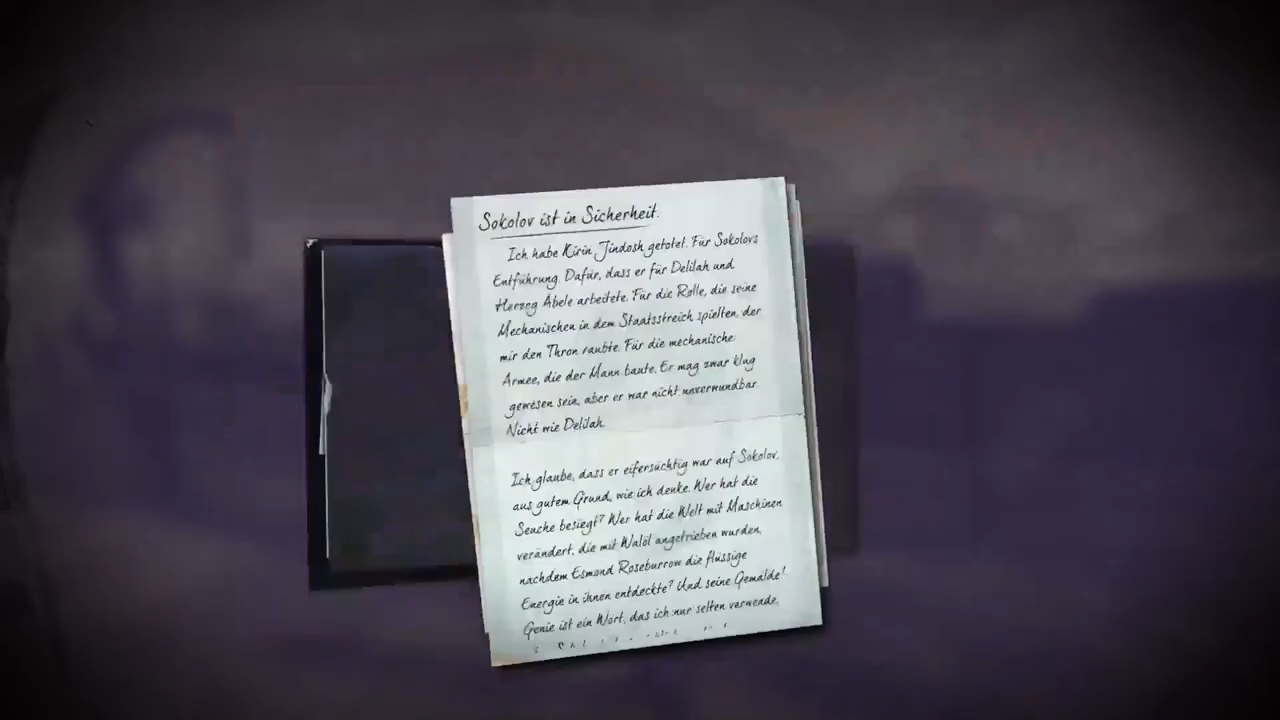 Sokolov ist in Sicherheit.
Ich habe Kirin Jindosh getötet. Für Sokolovs
Entführung. Dafür, dass er für Delilah und
Herzog Abele arbeitete. Für die Rolle, die seine
Mechanischen in dem Staatsstreich spielten, der
mir den Thron raubte. Für die mechanische
Armee, die der Mann baute. Er mag zwar klug
gewesen sein, aber er war nicht unverwundbar.
Nicht wie Delilah.
Ich glaube, dass er eifersüchtig war auf Sokolov,
aus gutem Grund, wie ich denke. Wer hat die
Seuche besiegt? Wer hat die Welt mit Maschinen
verändert, die mit Walöl angetrieben wurden,
nachdem Esmond Roseburrow die flüssige
Energie in ihnen entdeckte? Und seine Gemälde!
Genie ist ein Wort, das ich nur selten verwende,